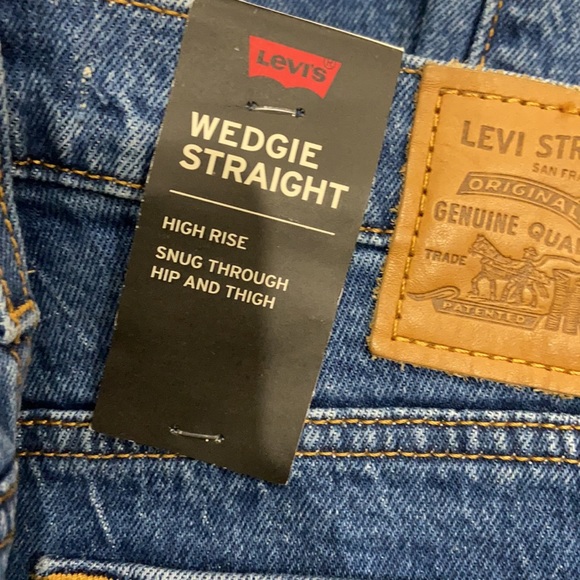 Levi's®
WEDGIE
STRAIGHT
HIGH RISE
SNUG THROUGH
HIP AND THIGH
LEVI STR
SAN FRA
ORIGINAL
GENUINE QUA
TRADE
PATENTED